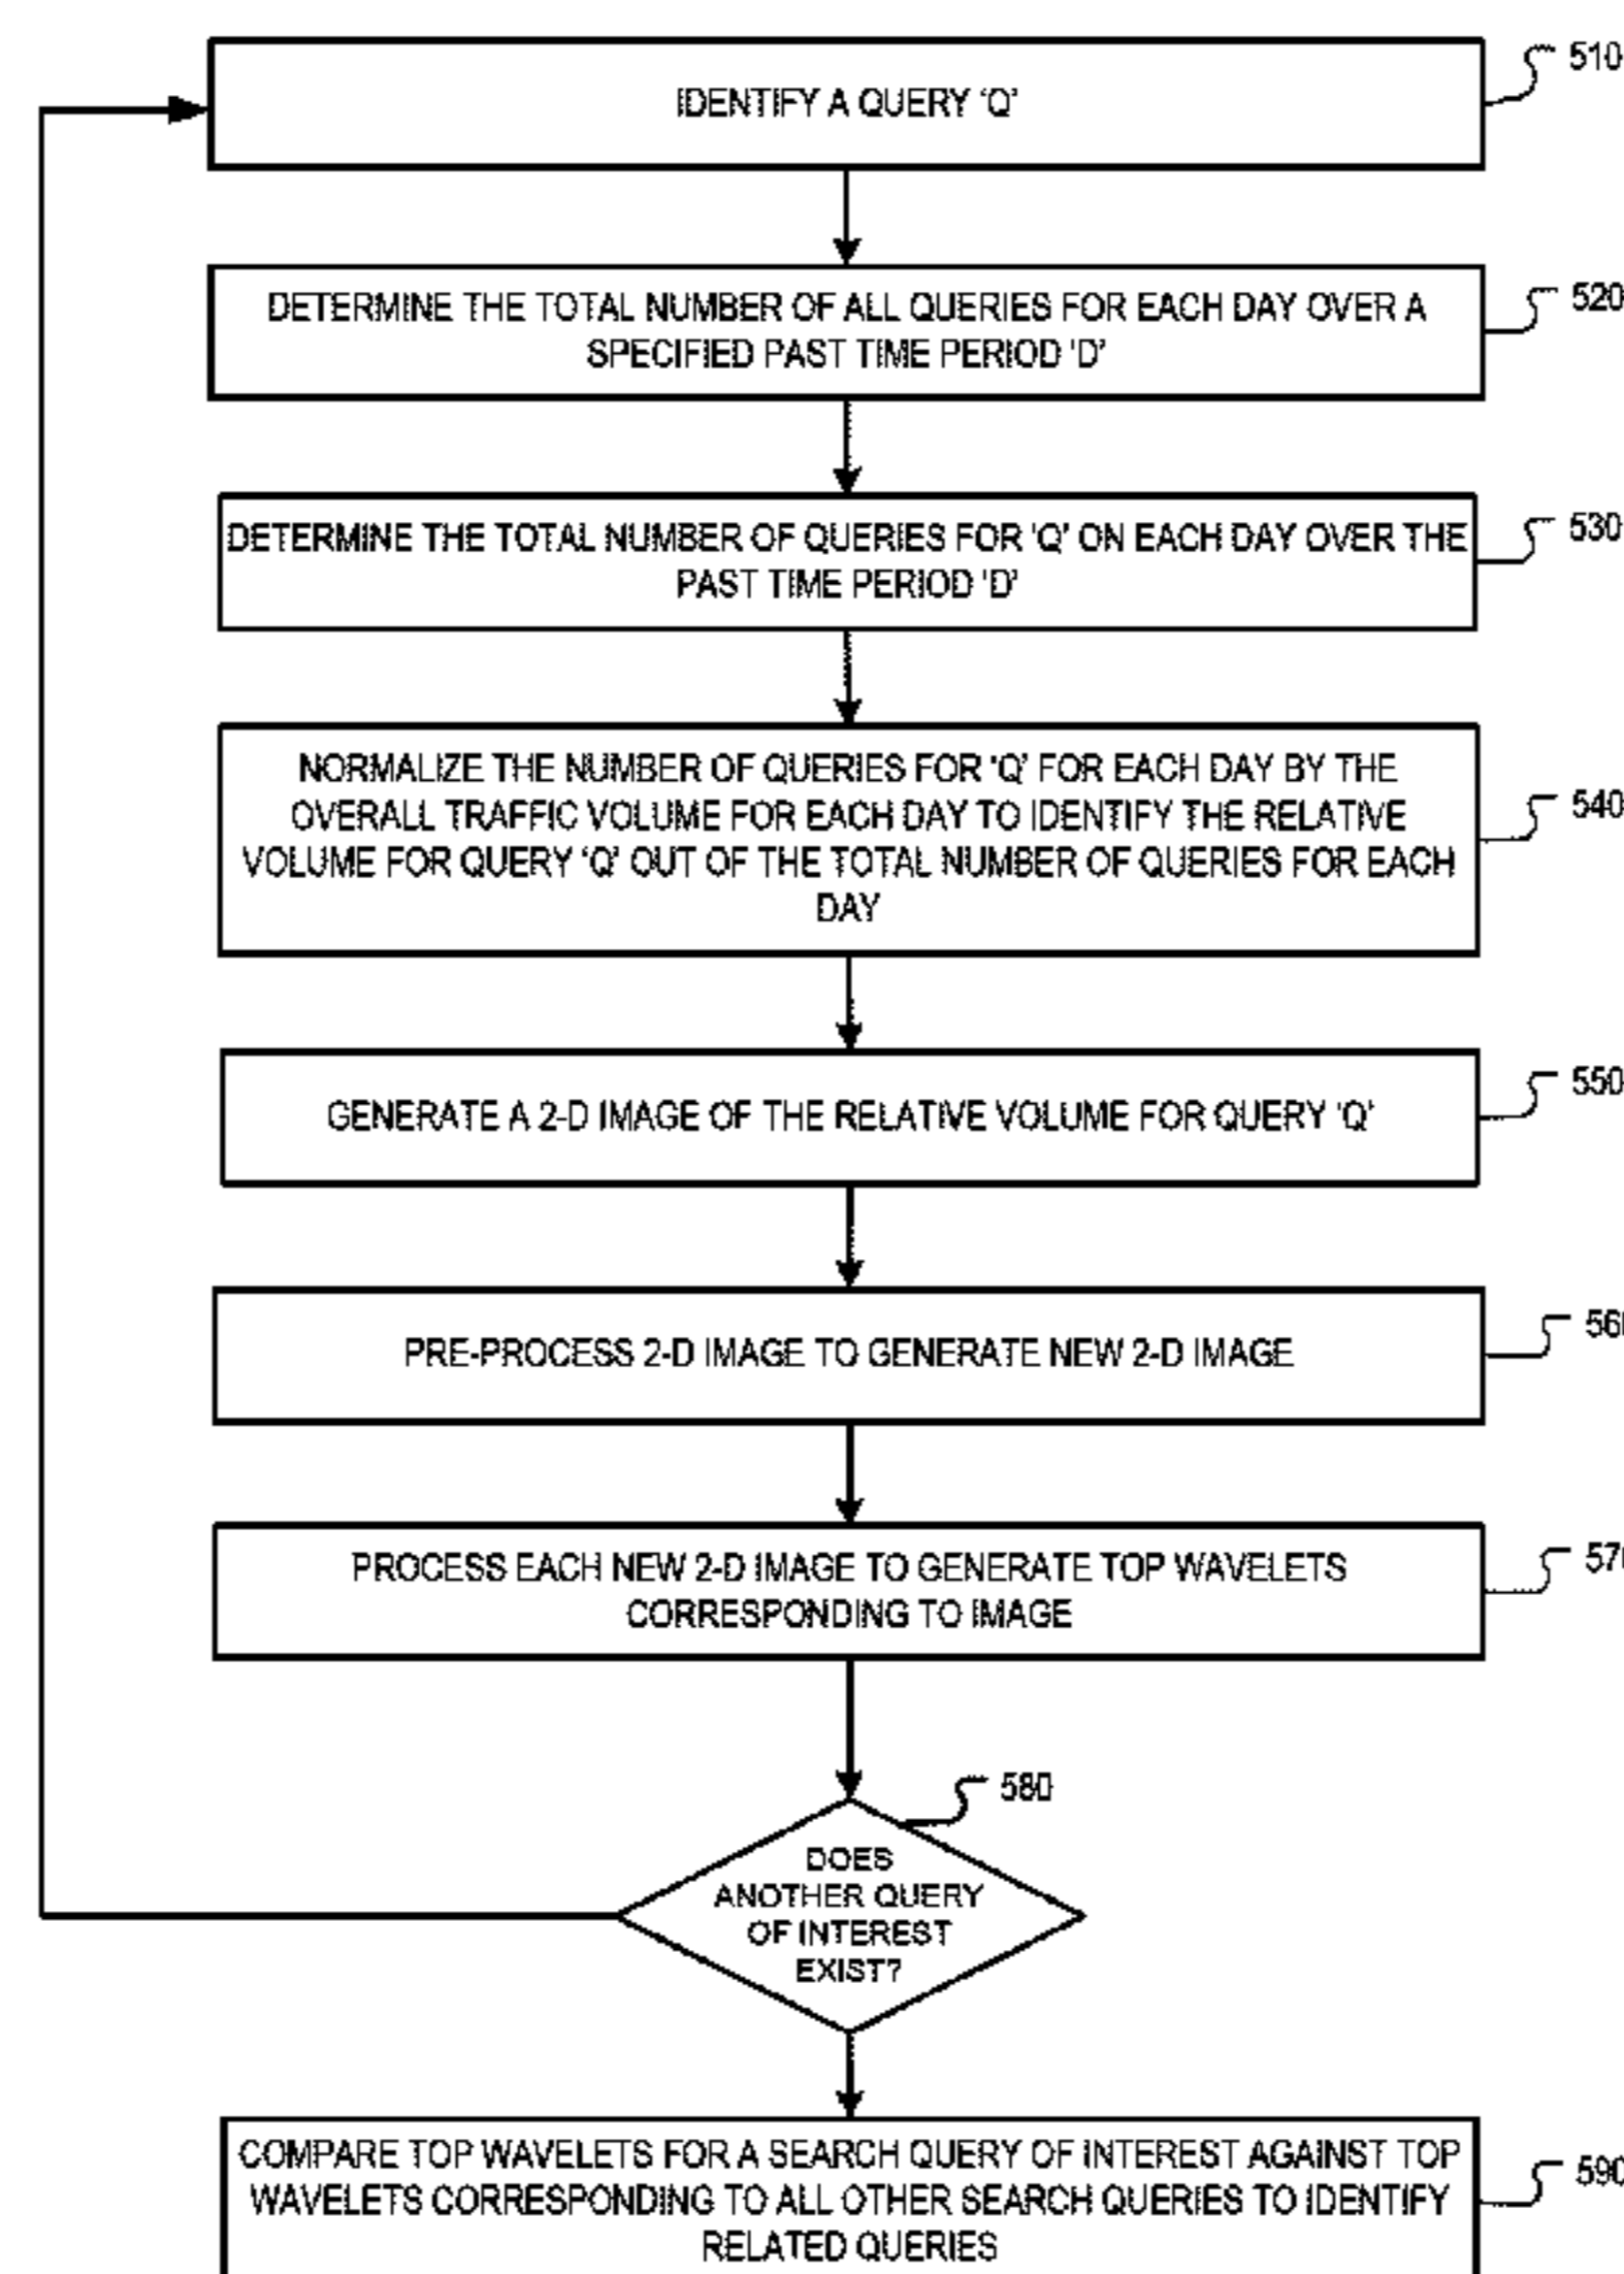 IDENTIFY A QUERY ‘Q’
510
DETERMINE THE TOTAL NUMBER OF ALL QUERIES FOR EACH DAY OVER A
SPECIFIED PAST TIME PERIOD 'D'
520
DETERMINE THE TOTAL NUMBER OF QUERIES FOR 'Q' ON EACH DAY OVER THE
PAST TIME PERIOD 'D'
530
NORMALIZE THE NUMBER OF QUERIES FOR 'Q' FOR EACH DAY BY THE
OVERALL TRAFFIC VOLUME FOR EACH DAY TO IDENTIFY THE RELATIVE
VOLUME FOR QUERY ‘Q’ OUT OF THE TOTAL NUMBER OF QUERIES FOR EACH
DAY
540
GENERATE A 2-D IMAGE OF THE RELATIVE VOLUME FOR QUERY 'Q'
550
PRE-PROCESS 2-D IMAGE TO GENERATE NEW 2-D IMAGE
PROCESS EACH NEW 2-D IMAGE TO GENERATE TOP WAVELETS
CORRESPONDING TO IMAGE
580
DOES
ANOTHER QUERY
OF INTEREST
EXIST?
COMPARE TOP WAVELETS FOR A SEARCH QUERY OF INTEREST AGAINST TOP
WAVELETS CORRESPONDING TO ALL OTHER SEARCH QUERIES TO IDENTIFY
RELATED QUERIES
590